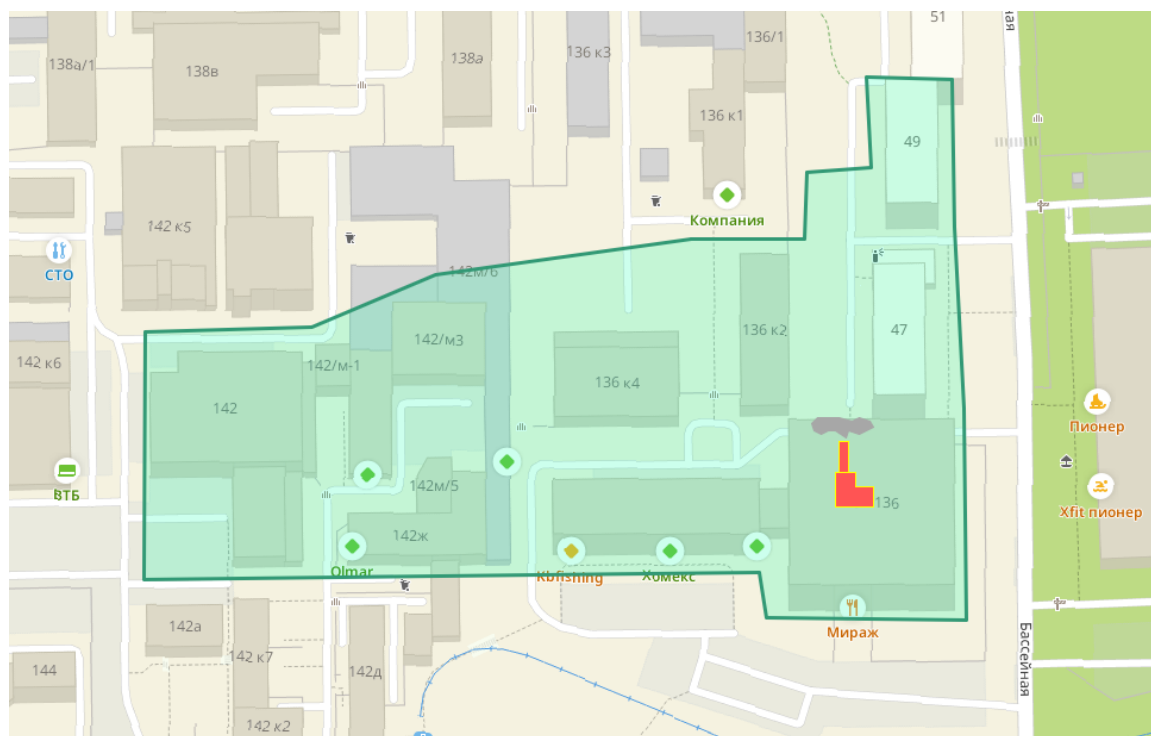 51
ная
136/1
136 к3
138а
138а/1
138в
136 к1
49
Компания
142 к5
СТО
142м/6
136 к2
47
142/м3
142/м-1
142 к6
136 к4
142
Пионер
ВТБ
142м/5
136
Xfit пионер
142ж
Olmar
Kbfishing
Хомекс
Мираж
142а
142 к7
Бассейная
144
142д
142 к2